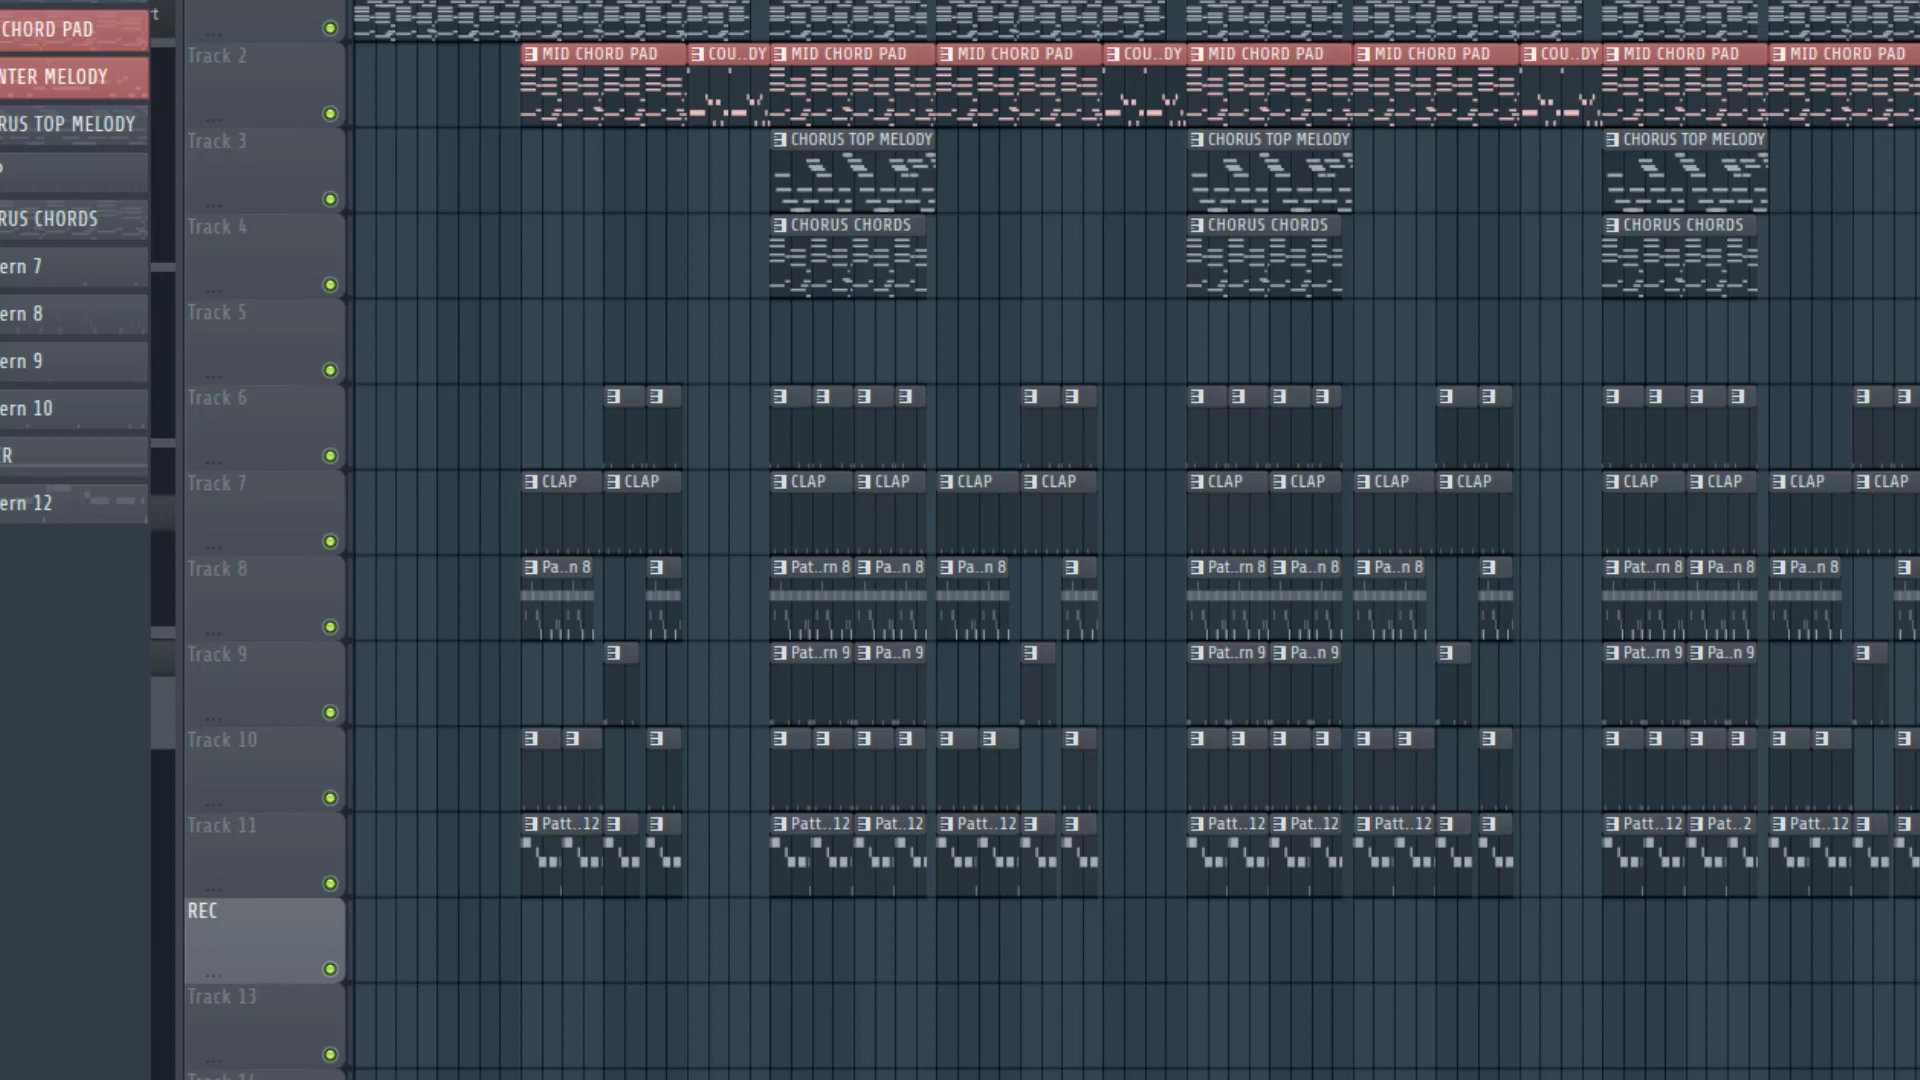 t
CHORD PAD
NTER MELODY
RUS TOP MELODY
RUS CHORDS
ern 7
ern 8
ern 9
ern 10
R
ern 12
Track 2
MID CHORD PAD COU..DY MID CHORD PAD MID CHORD PAD COU..DY MID CHORD PAD MID CHORD PAD COU..DY MID CHORD PAD MID CHORD PAD
Track 3
CHORUS TOP MELODY CHORUS TOP MELODY CHORUS TOP MELODY
Track 4
CHORUS CHORDS CHORUS CHORDS CHORUS CHORDS
Track 5
Track 6
Track 7
CLAP CLAP CLAP CLAP CLAP CLAP CLAP CLAP CLAP CLAP CLAP CLAP CLAP CLAP
Track 8
Pa..n 8 Pat..rn 8 Pa..n 8 Pa..n 8 Pat..rn 8 Pa..n 8 Pa..n 8 Pat..rn 8 Pa..n 8 Pa..n 8
Track 9
Pat..rn 9 Pa..n 9 Pat..rn 9 Pa..n 9 Pat..rn 9 Pa..n 9
Track 10
Track 11
Patt..12 Patt..12 Pat..12 Patt..12 Patt..12 Pat..12 Patt..12 Patt..12 Pat..2 Patt..12
REC
Track 13